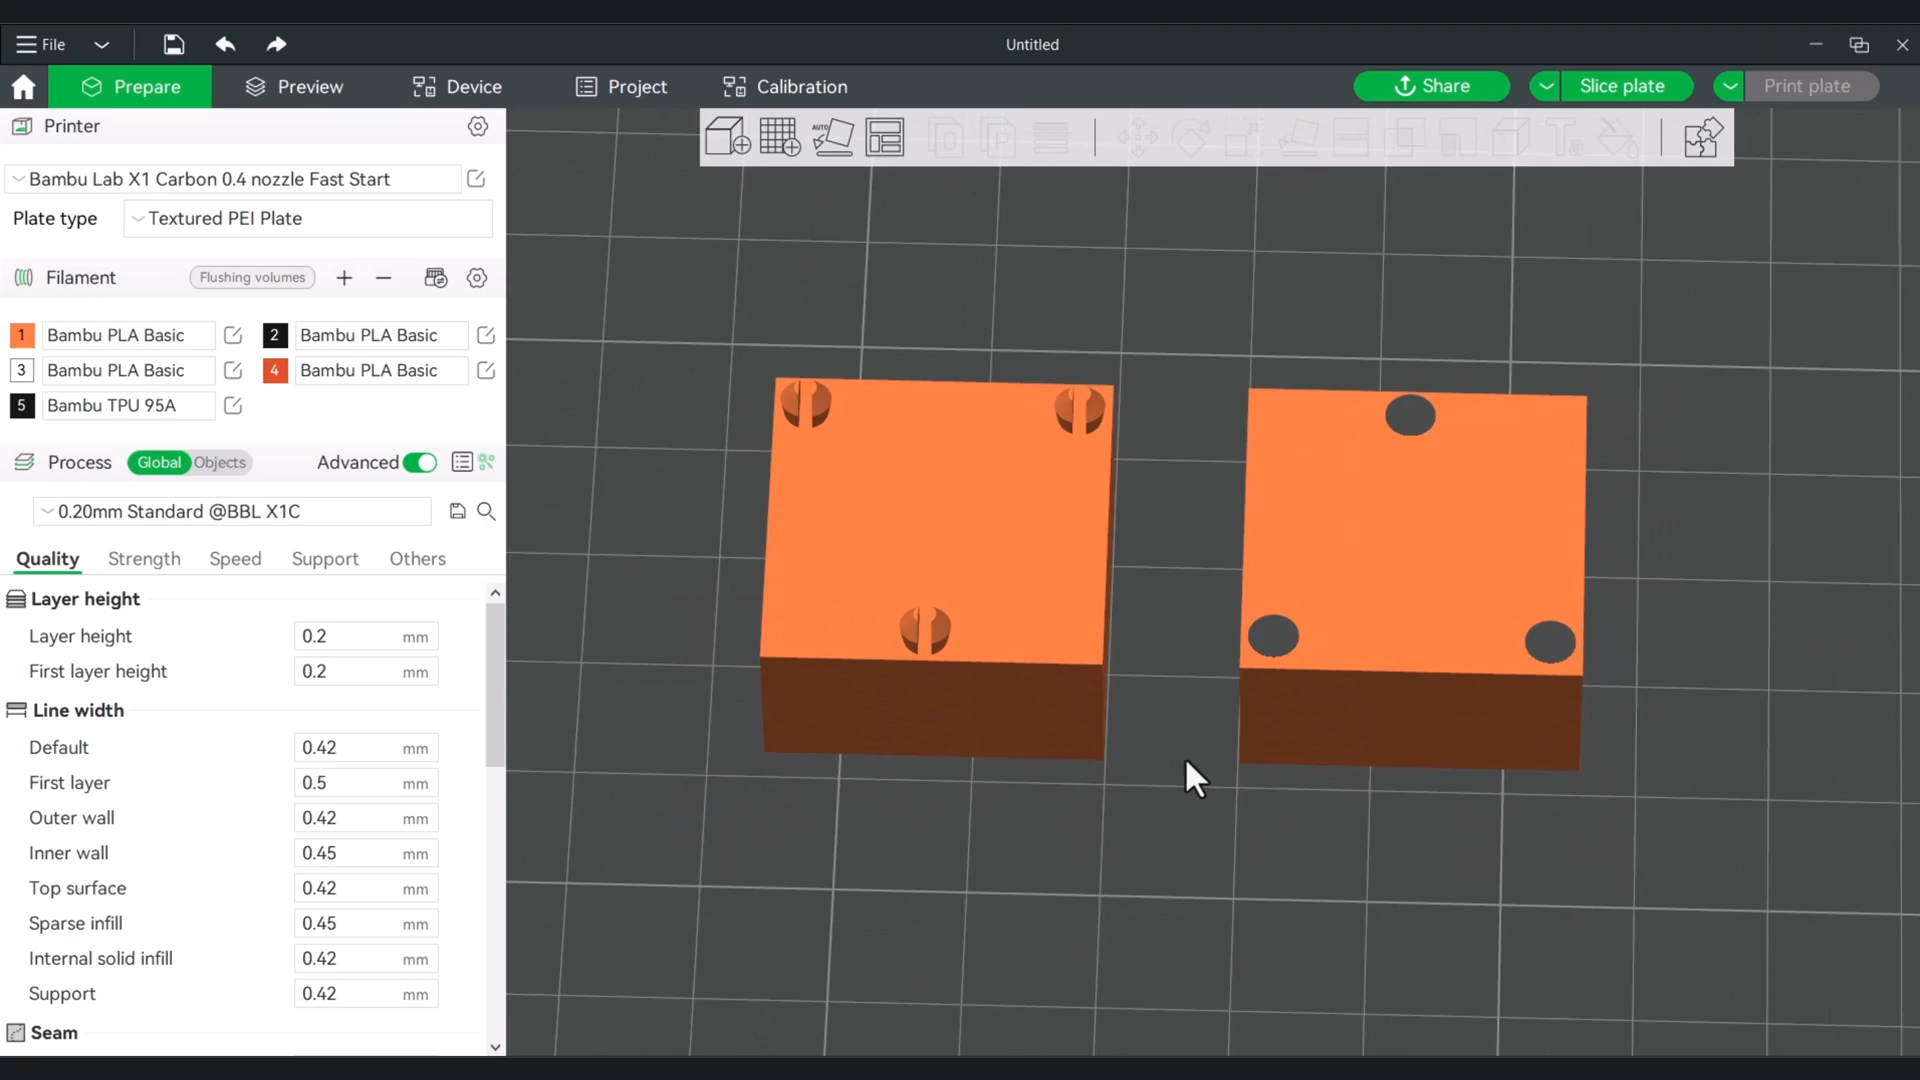 File
Untitled
Prepare
Preview
Device
Project
Calibration
Share
Slice plate
Print plate
Printer
Bambu Lab X1 Carbon 0.4 nozzle Fast Start
Plate type
Textured PEI Plate
Filament
Flushing volumes
1 Bambu PLA Basic
2 Bambu PLA Basic
3 Bambu PLA Basic
4 Bambu PLA Basic
5 Bambu TPU 95A
Process
Global
Objects
Advanced
0.20mm Standard @BBL X1C
Quality
Strength
Speed
Support
Others
Layer height
Layer height 0.2 mm
First layer height 0.2 mm
Line width
Default 0.42 mm
First layer 0.5 mm
Outer wall 0.42 mm
Inner wall 0.45 mm
Top surface 0.42 mm
Sparse infill 0.45 mm
Internal solid infill 0.42 mm
Support 0.42 mm
Seam
AUTO